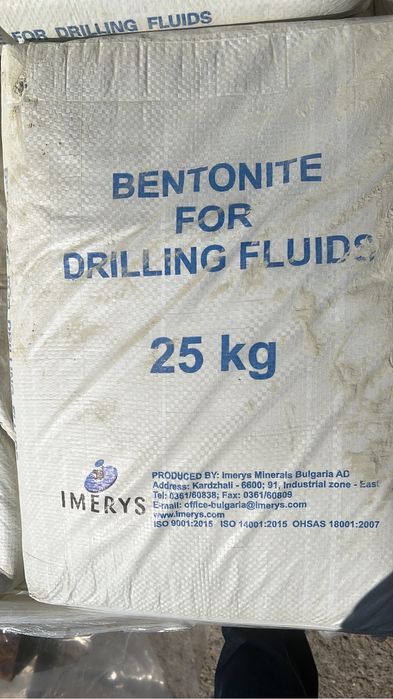 FOR DRILLING FLUIDS
BENTONITE
FOR
DRILLING FLUIDS
25 kg
IMERYS
PRODUCED BY: Imerys Minerals Bulgaria AD
Address: Kardzhali - 6600; 91, Industrial zone - East
Tel: 0361/60838; Fax: 0361/60809
E-mail: office-bulgaria@imerys.com
www.imerys.com
ISO 9001:2015 ISO 14001:2015 OHSAS 18001:2007